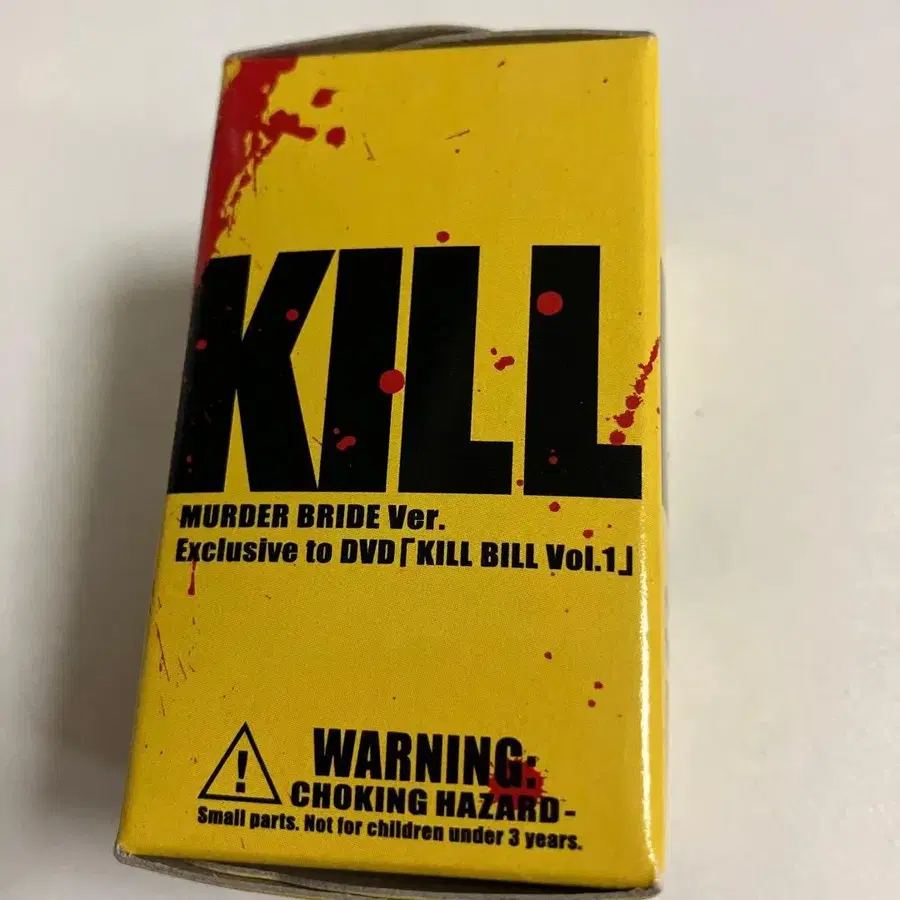 KILL
MURDER BRIDE Ver.
Exclusive to DVD「KILL BILL Vol.1」
WARNING:
CHOKING HAZARD-
Small parts. Not for children under 3 years.